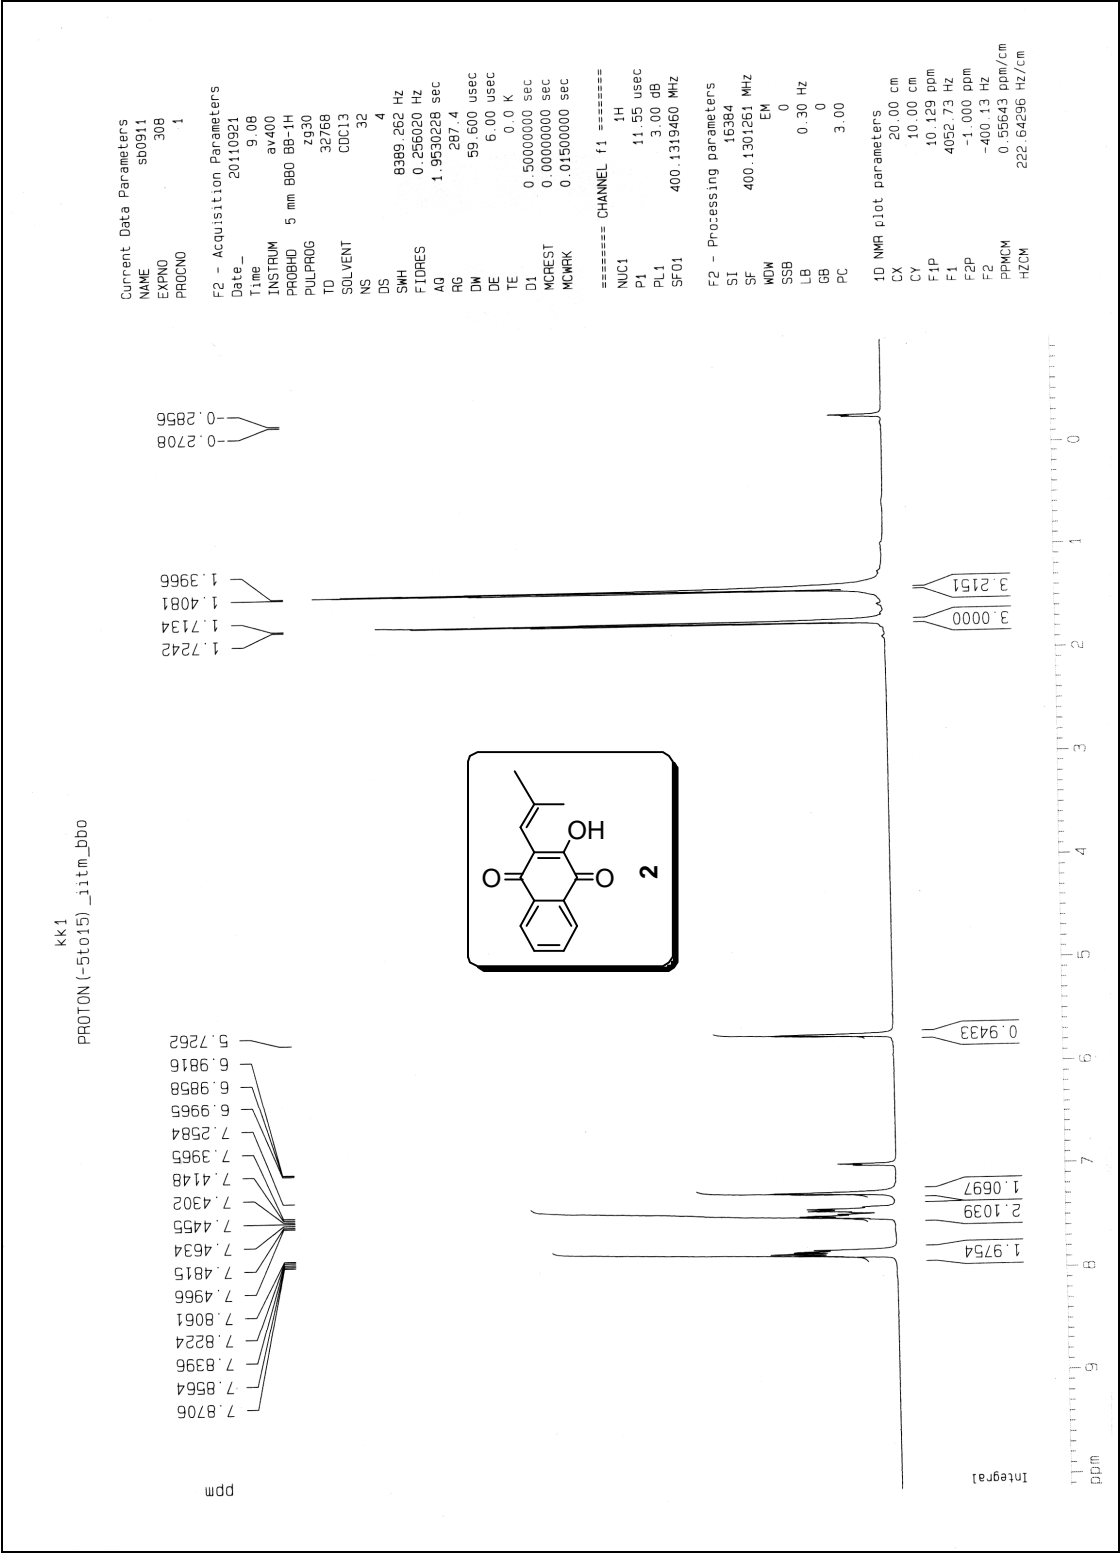 kk1
PROTON(-5to15)_iitm_bbo
ppm
7.8706
7.8564
7.8396
7.8224
7.8061
7.4966
7.4815
7.4634
7.4455
7.4302
7.4148
7.3965
7.2584
6.9965
6.9858
6.9816
5.7262
1.7242
1.7134
1.4081
1.3966
-0.2708
-0.2856
Current Data Parameters
NAME sb0911
EXPNO 308
PROCNO 1
F2 - Acquisition Parameters
Date_ 20110921
Time 9.08
INSTRUM av400
PROBHD 5 mm BBO BB-1H
PULPROG zg30
TD 32768
SOLVENT CDCl3
NS 32
DS 4
SWH 8389.262 Hz
FIDRES 0.256020 Hz
AQ 1.9530228 sec
RG 287.4
DW 59.600 usec
DE 6.00 usec
TE 0.0 K
D1 0.50000000 sec
MCREST 0.00000000 sec
MCWRK 0.01500000 sec
======== CHANNEL f1 ========
NUC1 1H
P1 11.55 usec
PL1 3.00 dB
SFO1 400.1319460 MHz
F2 - Processing parameters
SI 16384
SF 400.1301261 MHz
WDW EM
SSB 0
LB 0.30 Hz
GB 0
PC 3.00
1D NMR plot parameters
CX 20.00 cm
CY 10.00 cm
F1P 10.129 ppm
F1 4052.73 Hz
F2P -1.000 ppm
F2 -400.13 Hz
PPMCM 0.55643 ppm/cm
HZCM 222.64296 Hz/cm
O
OH
O
2
Integral
1.9754
2.1039
1.0697
0.9433
3.0000
3.2151
ppm
9
8
7
6
5
4
3
2
1
0